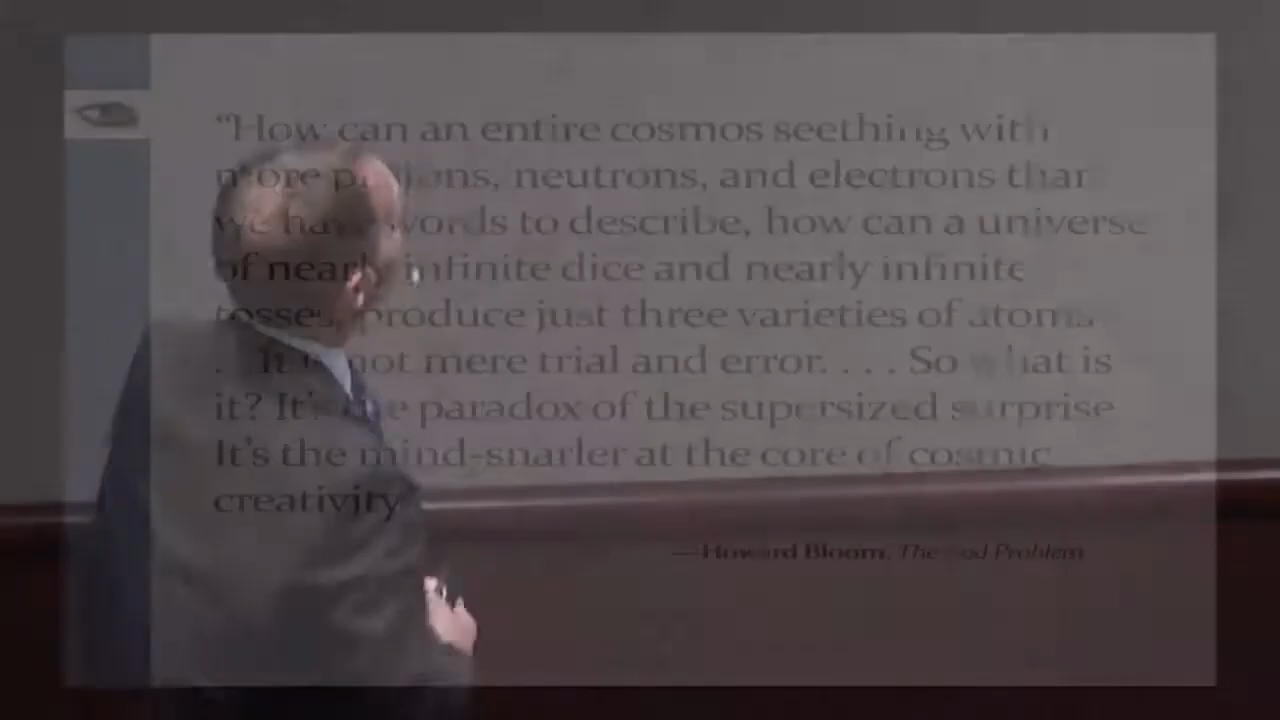 “How can an entire cosmos seething with
more protons, neutrons, and electrons than
we have words to describe, how can a universe
of nearly infinite dice and nearly infinite
tosses, produce just three varieties of atoms.
. . It is not mere trial and error. . . . So what is
it? It’s the paradox of the supersized surprise
It’s the mind-snarler at the core of cosmic
creativity
—Howard Bloom, The God Problem